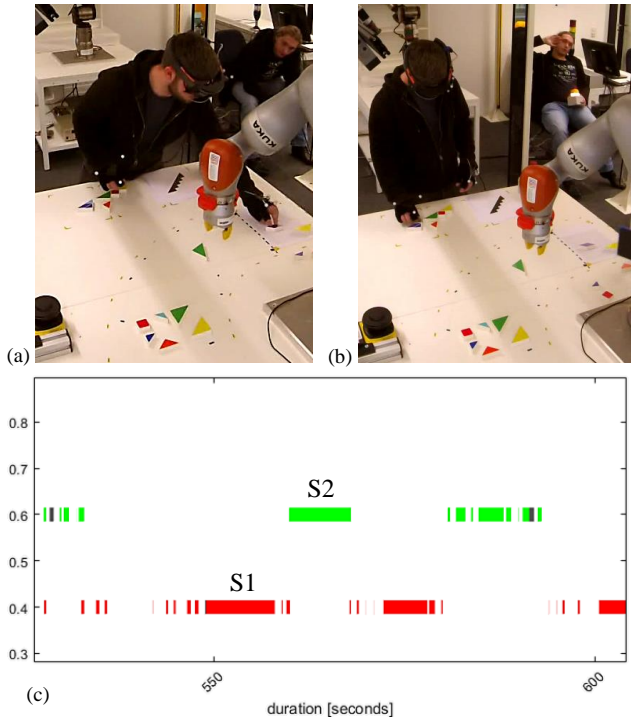 KUKA
KUKA
(a)
(b)
0.8
0.7
S2
0.6
0.5
S1
0.4
0.3
(c)
550
600
duration [seconds]